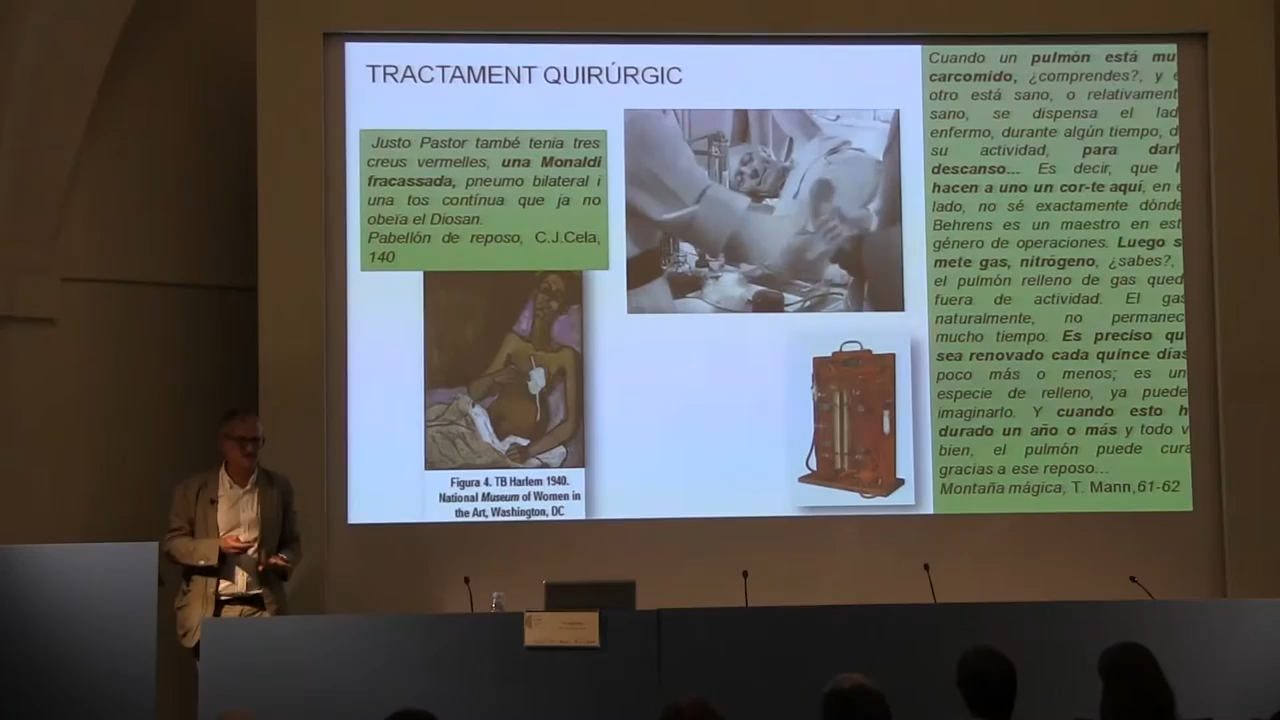 TRACTAMENT QUIRÚRGIC
Justo Pastor també tenia tres
creus vermelles, una Monaldi
fracassada, pneumo bilateral i
una tos contínua que ja no
obeïa el Diosan.
Pabellón de reposo, C.J.Cela,
140
Figura 4. TB Harlem 1940.
National Museum of Women in
the Art, Washington, DC
Cuando un pulmón está mu
carcomido, ¿comprendes?, y e
otro está sano, o relativament
sano, se dispensa el lad
enfermo, durante algún tiempo, d
su actividad, para darl
descanso... Es decir, que l
hacen a uno un cor-te aquí, en e
lado, no sé exactamente dónde
Behrens es un maestro en est
género de operaciones. Luego s
mete gas, nitrógeno, ¿sabes?,
el pulmón relleno de gas qued
fuera de actividad. El gas
naturalmente, no permanec
mucho tiempo. Es preciso qu
sea renovado cada quince días
poco más o menos; es un
especie de relleno, ya puede
imaginarlo. Y cuando esto h
durado un año o más y todo v
bien, el pulmón puede cura
gracias a ese reposo...
Montaña mágica, T. Mann,61-62